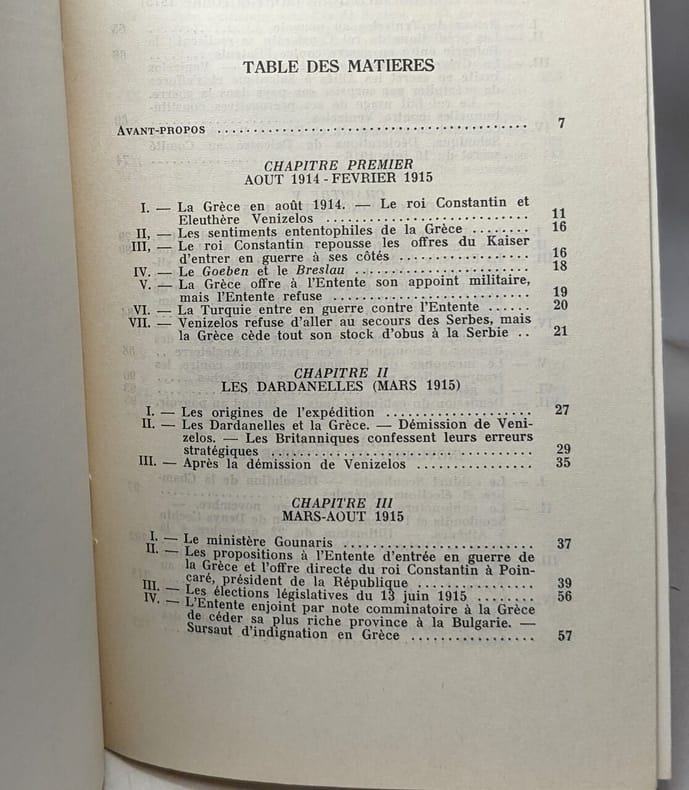 TABLE DES MATIERES
AVANT-PROPOS ........................................ 7
CHAPITRE PREMIER
AOUT 1914 - FEVRIER 1915
I. — La Grèce en août 1914. — Le roi Constantin et
Eleuthère Venizelos ............................ 11
II, — Les sentiments ententophiles de la Grèce ........ 16
III, — Le roi Constantin repousse les offres du Kaiser
d'entrer en guerre à ses côtés .................. 16
IV. — Le Goeben et le Breslau ........................ 18
V. — La Grèce offre à l'Entente son appoint militaire,
mais l'Entente refuse ........................... 19
VI. — La Turquie entre en guerre contre l'Entente ...... 20
VII. — Venizelos refuse d'aller au secours des Serbes, mais
la Grèce cède tout son stock d'obus à la Serbie .. 21
CHAPITRE II
LES DARDANELLES (MARS 1915)
I. — Les origines de l'expédition .................... 27
II. — Les Dardanelles et la Grèce. — Démission de Veni-
zelos. — Les Britanniques confessent leurs erreurs
stratégiques .................................... 29
III. — Après la démission de Venizelos ................ 35
CHAPITRE III
MARS-AOUT 1915
I. — Le ministère Gounaris .......................... 37
II. — Les propositions à l'Entente d'entrée en guerre de
la Grèce et l'offre directe du roi Constantin à Poin-
caré, président de la République ................ 39
III. — Les élections législatives du 13 juin 1915 ........ 56
IV. — L'Entente enjoint par note comminatoire à la Grèce
de céder sa plus riche province à la Bulgarie. —
Sursaut d'indignation en Grèce ................. 57